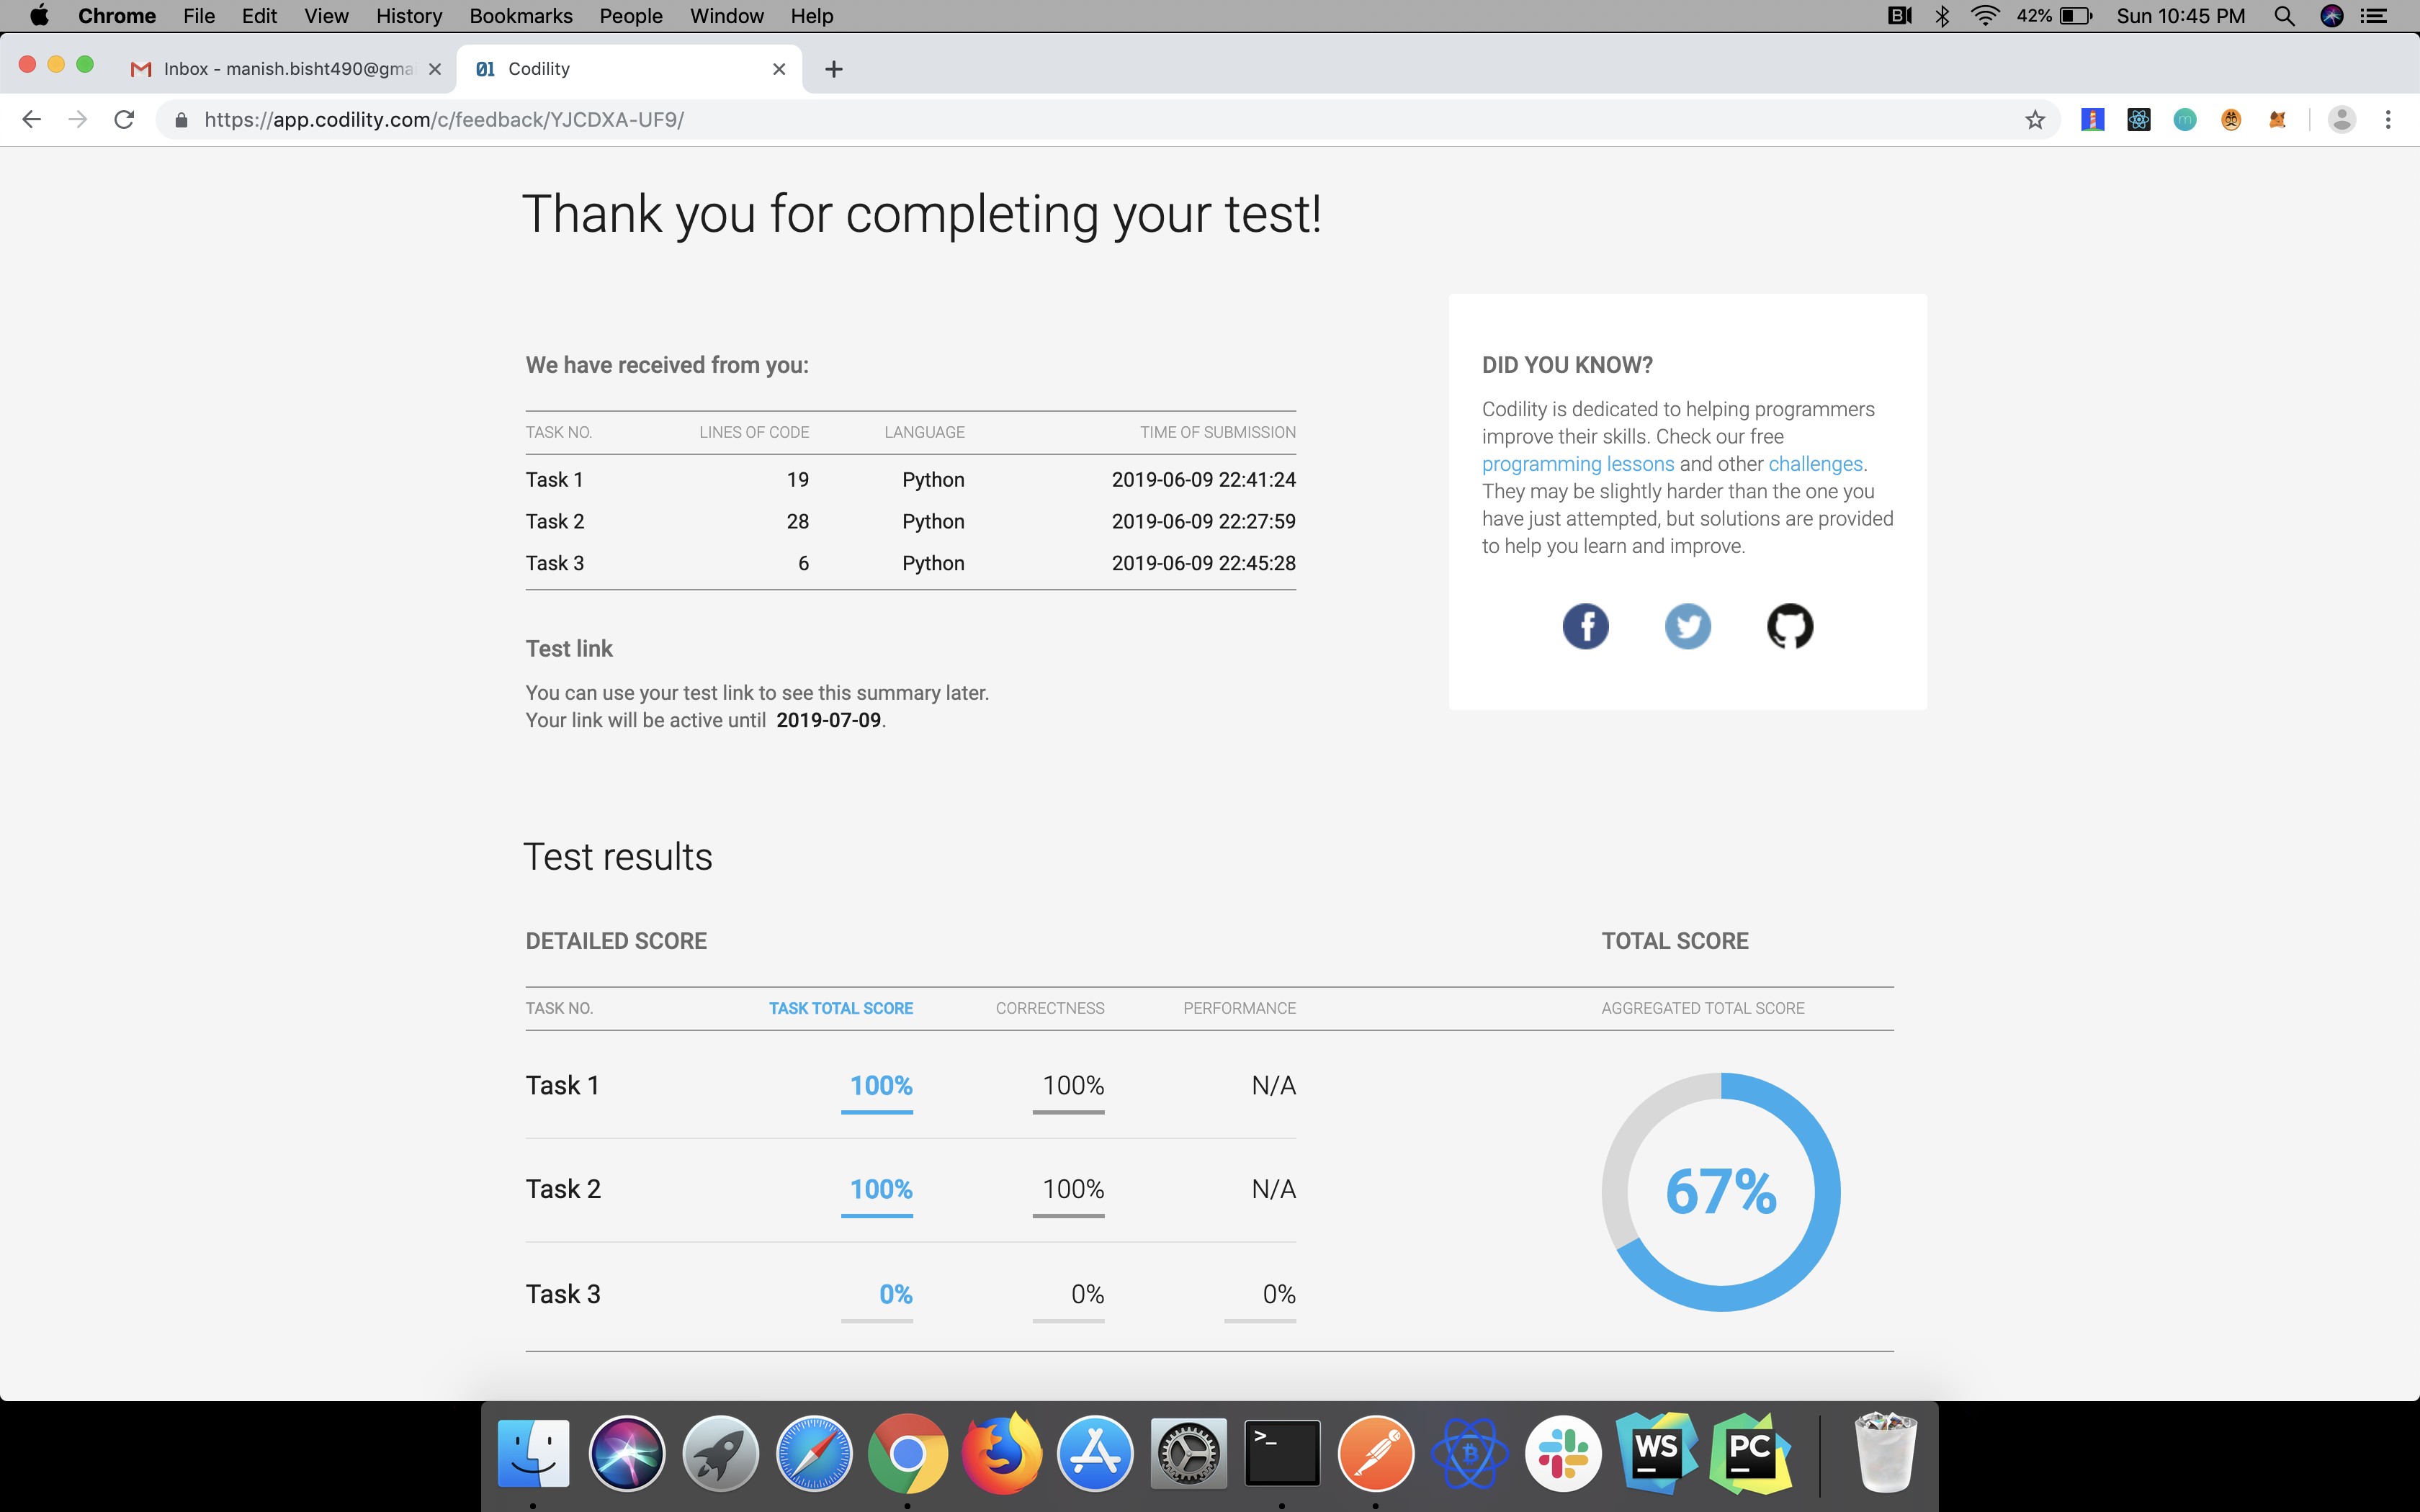 Chrome File Edit View History Bookmarks People Window Help 42% Sun 10:45 PM
Inbox - manish.bisht490@gma
01 Codility
https://app.codility.com/c/feedback/YJCDXA-UF9/
Thank you for completing your test!
We have received from you:
TASK NO. LINES OF CODE LANGUAGE TIME OF SUBMISSION
Task 1 19 Python 2019-06-09 22:41:24
Task 2 28 Python 2019-06-09 22:27:59
Task 3 6 Python 2019-06-09 22:45:28
Test link
You can use your test link to see this summary later.
Your link will be active until 2019-07-09.
DID YOU KNOW?
Codility is dedicated to helping programmers
improve their skills. Check our free
programming lessons and other challenges.
They may be slightly harder than the one you
have just attempted, but solutions are provided
to help you learn and improve.
Test results
DETAILED SCORE
TOTAL SCORE
TASK NO. TASK TOTAL SCORE CORRECTNESS PERFORMANCE AGGREGATED TOTAL SCORE
Task 1 100% 100% N/A
Task 2 100% 100% N/A
Task 3 0% 0% 0%
67%
>_
WS
PC